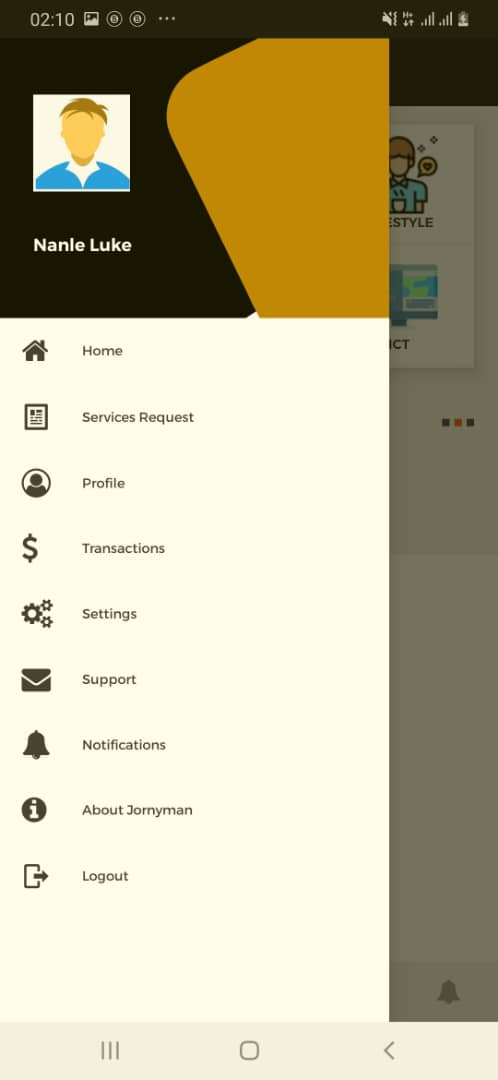 02:10
Nanle Luke
ESTYLE
ICT
Home
Services Request
Profile
Transactions
Settings
Support
Notifications
About Jornyman
Logout